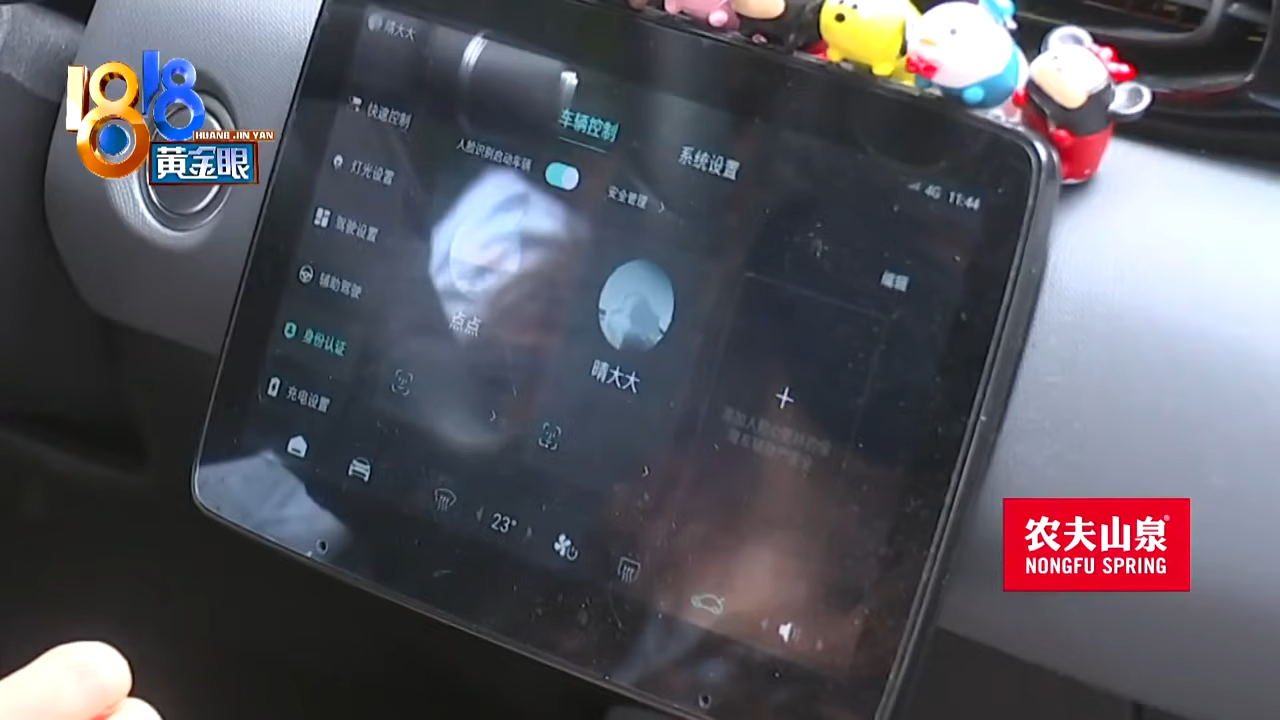 1818
HUANG JIN YAN
黄金眼
晴大大
车辆控制
系统设置
4G 11:44
快速控制
人脸识别启动车辆
安全管理
灯光设置
驾驶设置
编辑
辅助驾驶
点点
身份认证
晴大大
充电设置
23°
农夫山泉®
NONGFU SPRING